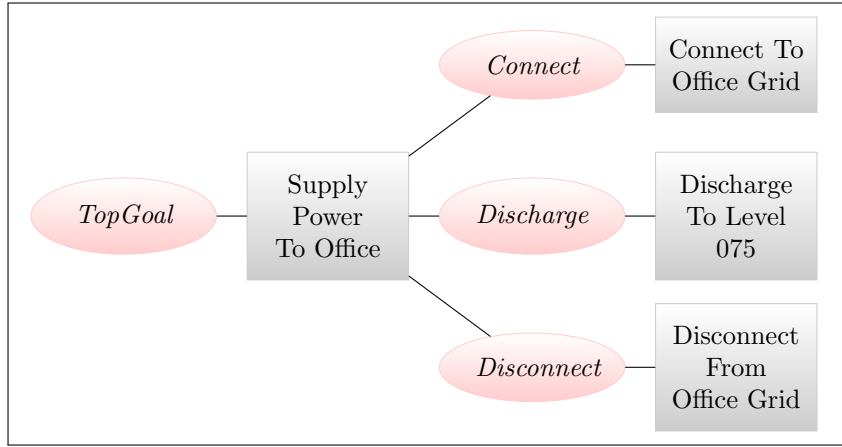 TopGoal
Supply
Power
To Office
Connect
Connect To
Office Grid
Discharge
Discharge
To Level
075
Disconnect
Disconnect
From
Office Grid